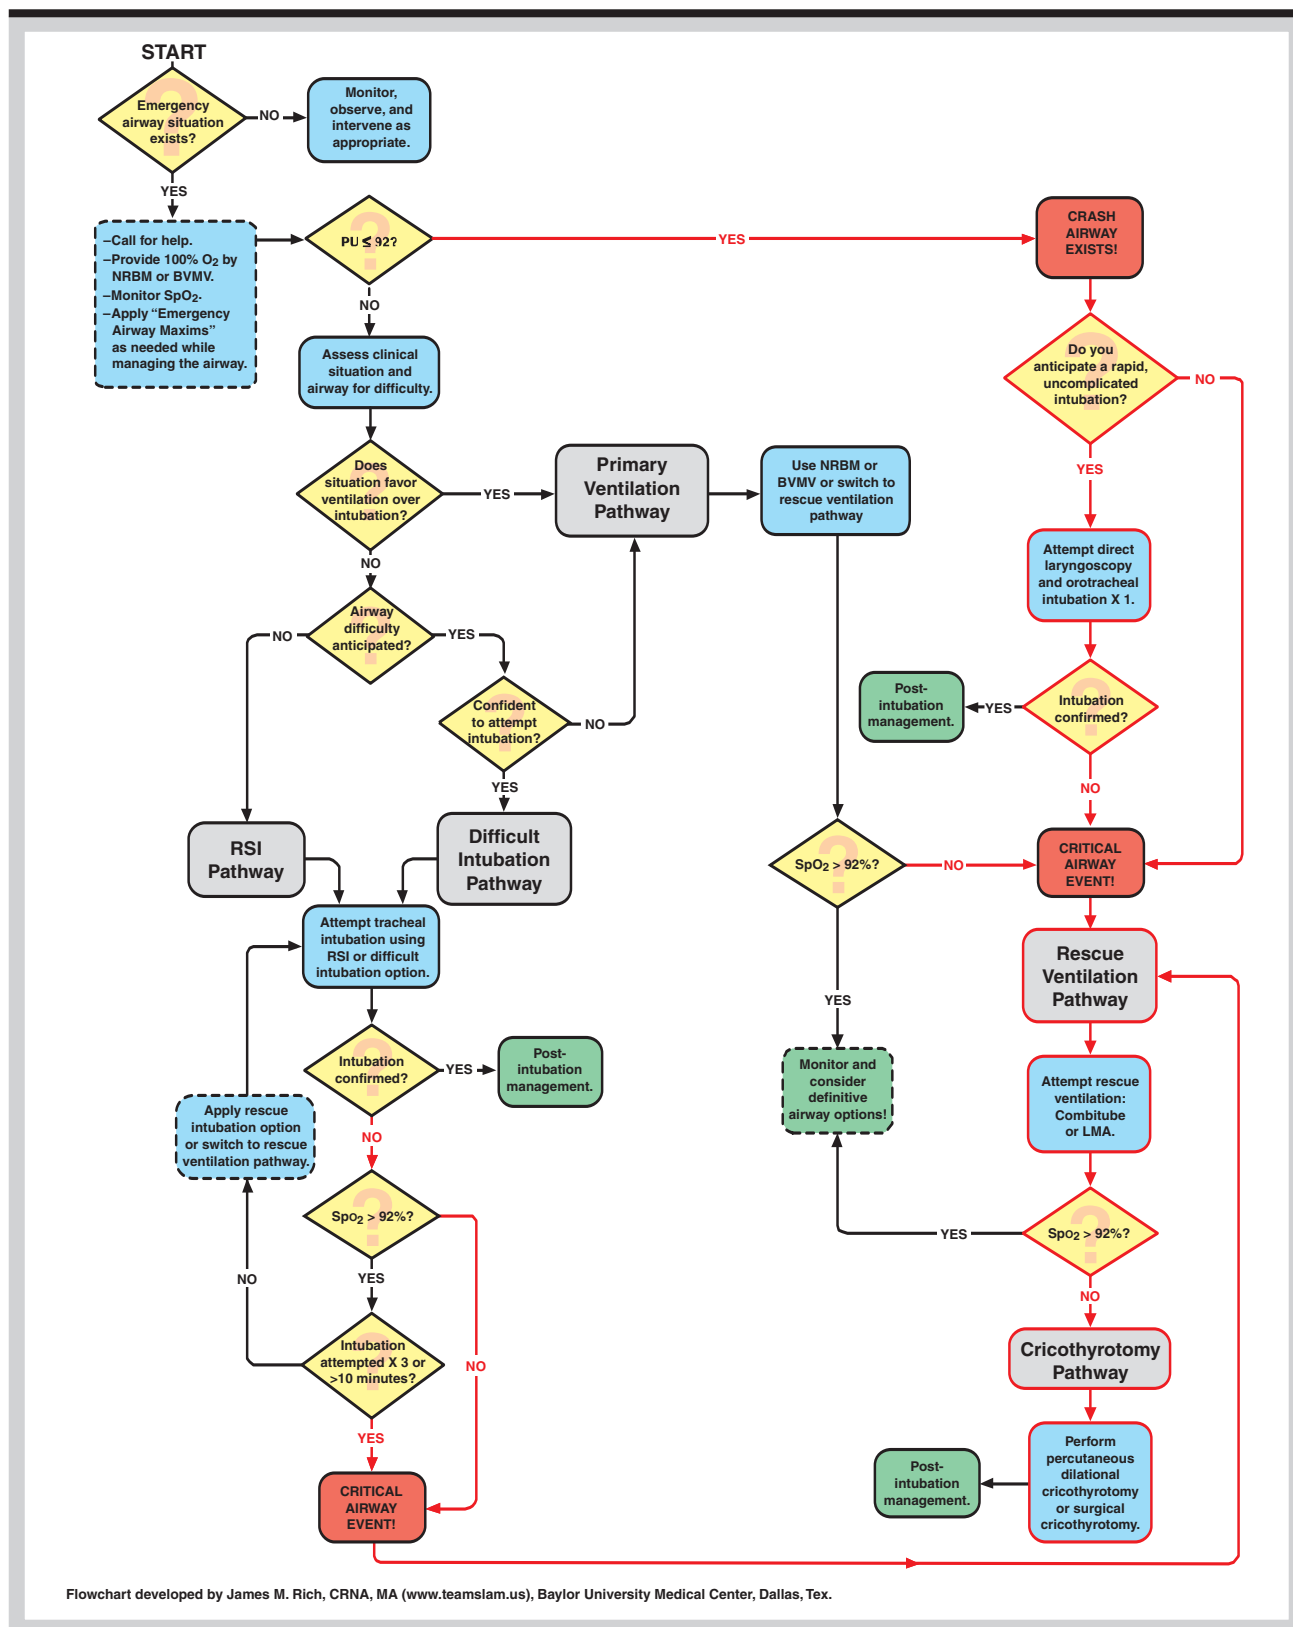 START
Emergency
airway situation
exists?
NO
Monitor,
observe, and
intervene as
appropriate.
YES
–Call for help.
–Provide 100% O₂ by
NRBM or BVMV.
–Monitor SpO₂.
–Apply “Emergency
Airway Maxims”
as needed while
managing the airway.
PU ≤ 92?
YES
CRASH
AIRWAY
EXISTS!
NO
Assess clinical
situation and
airway for difficulty.
Do you
anticipate a rapid,
uncomplicated
intubation?
NO
YES
Does
situation favor
ventilation over
intubation?
YES
Primary
Ventilation
Pathway
Use NRBM or
BVMV or switch to
rescue ventilation
pathway
NO
Attempt direct
laryngoscopy
and orotracheal
intubation X 1.
Airway
difficulty
anticipated?
NO
YES
Confident
to attempt
intubation?
NO
YES
Post-
intubation
management.
YES
Intubation
confirmed?
NO
RSI
Pathway
Difficult
Intubation
Pathway
SpO₂ > 92%?
NO
CRITICAL
AIRWAY
EVENT!
YES
Attempt tracheal
intubation using
RSI or difficult
intubation option.
Rescue
Ventilation
Pathway
Intubation
confirmed?
YES
Post-
intubation
management.
NO
Monitor and
consider
definitive
airway options!
Attempt rescue
ventilation:
Combitube
or LMA.
Apply rescue
intubation option
or switch to rescue
ventilation pathway.
SpO₂ > 92%?
NO
YES
YES
SpO₂ > 92%?
NO
NO
Intubation
attempted X 3 or
>10 minutes?
YES
Cricothyrotomy
Pathway
CRITICAL
AIRWAY
EVENT!
Post-
intubation
management.
Perform
percutaneous
dilational
cricothyrotomy
or surgical
cricothyrotomy.
Flowchart developed by James M. Rich, CRNA, MA (www.teamslam.us), Baylor University Medical Center, Dallas, Tex.